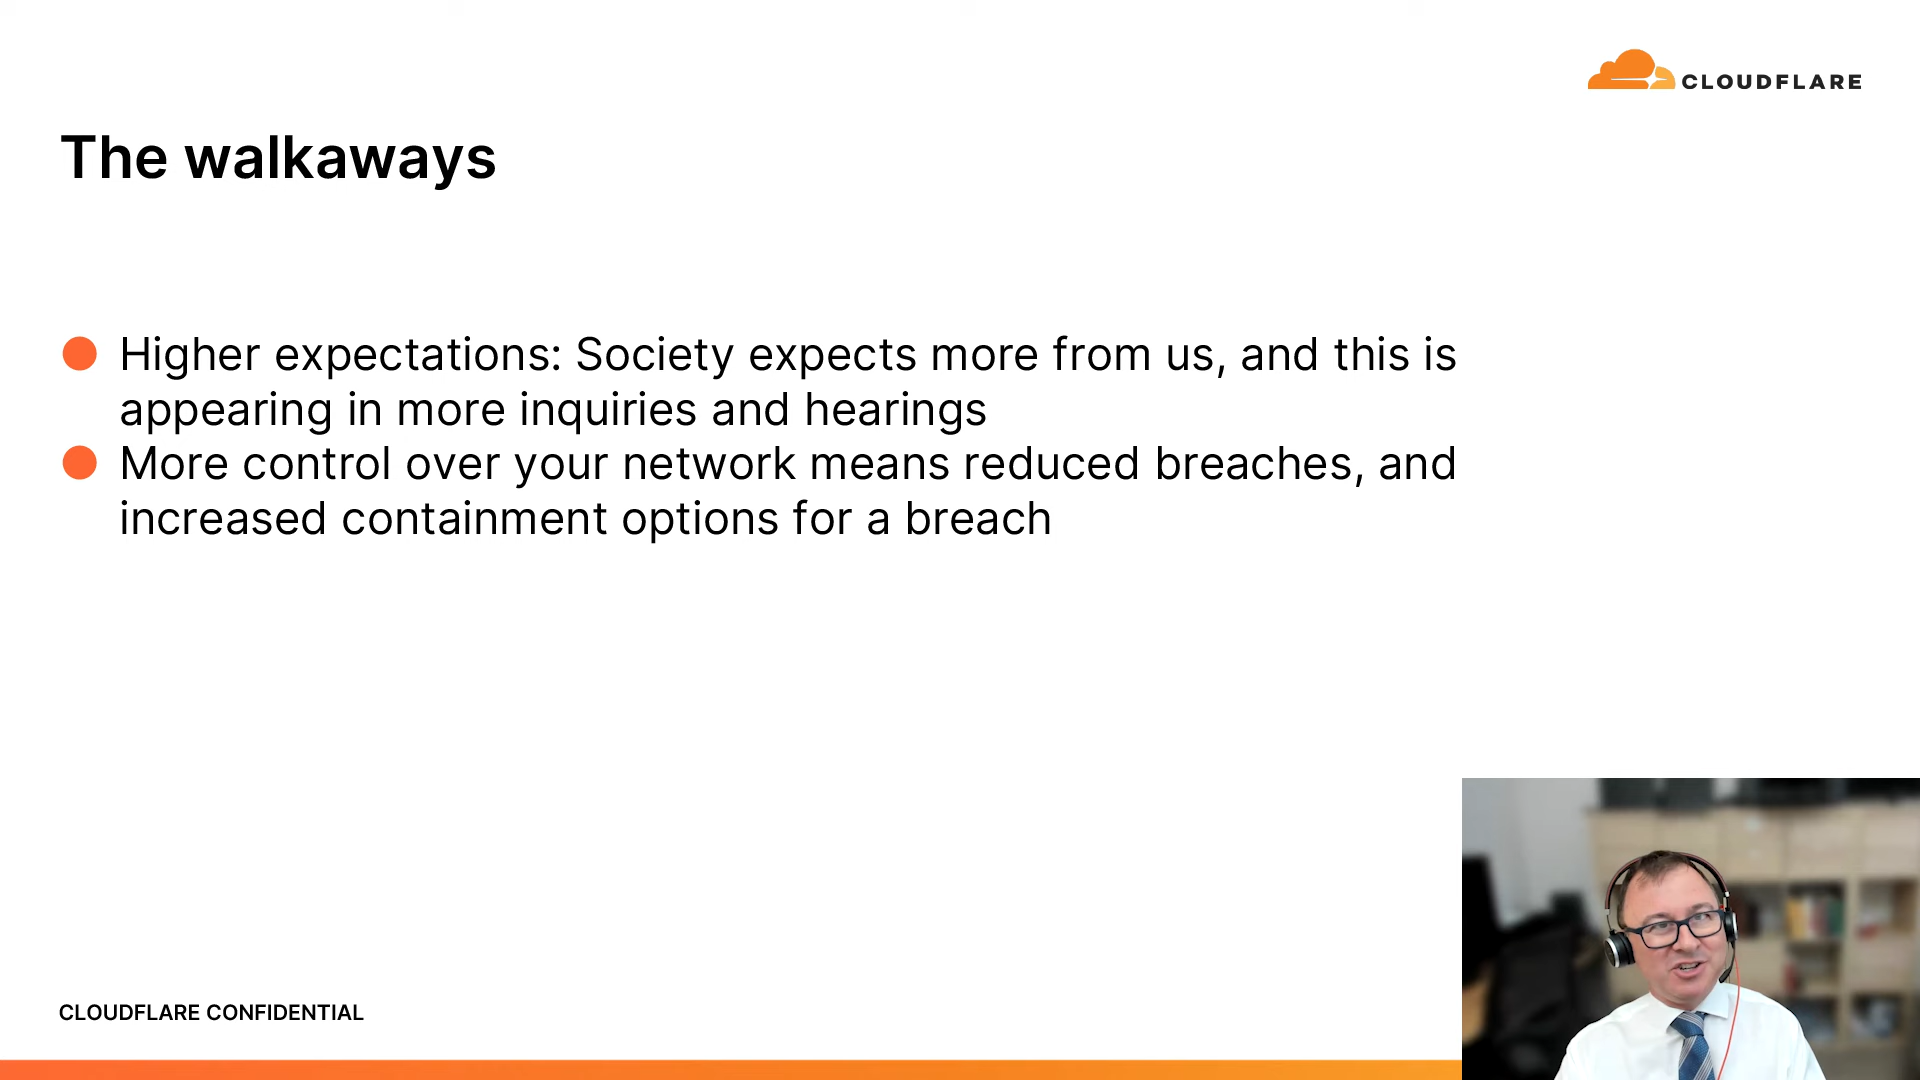 CLOUDFLARE
The walkaways
Higher expectations: Society expects more from us, and this is
appearing in more inquiries and hearings
More control over your network means reduced breaches, and
increased containment options for a breach
CLOUDFLARE CONFIDENTIAL